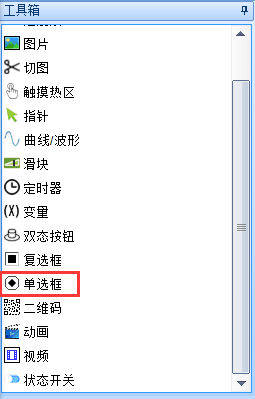 工具箱
图片
切图
触摸热区
指针
曲线/波形
滑块
定时器
(X) 变量
双态按钮
复选框
单选框
二维码
动画
视频
状态开关